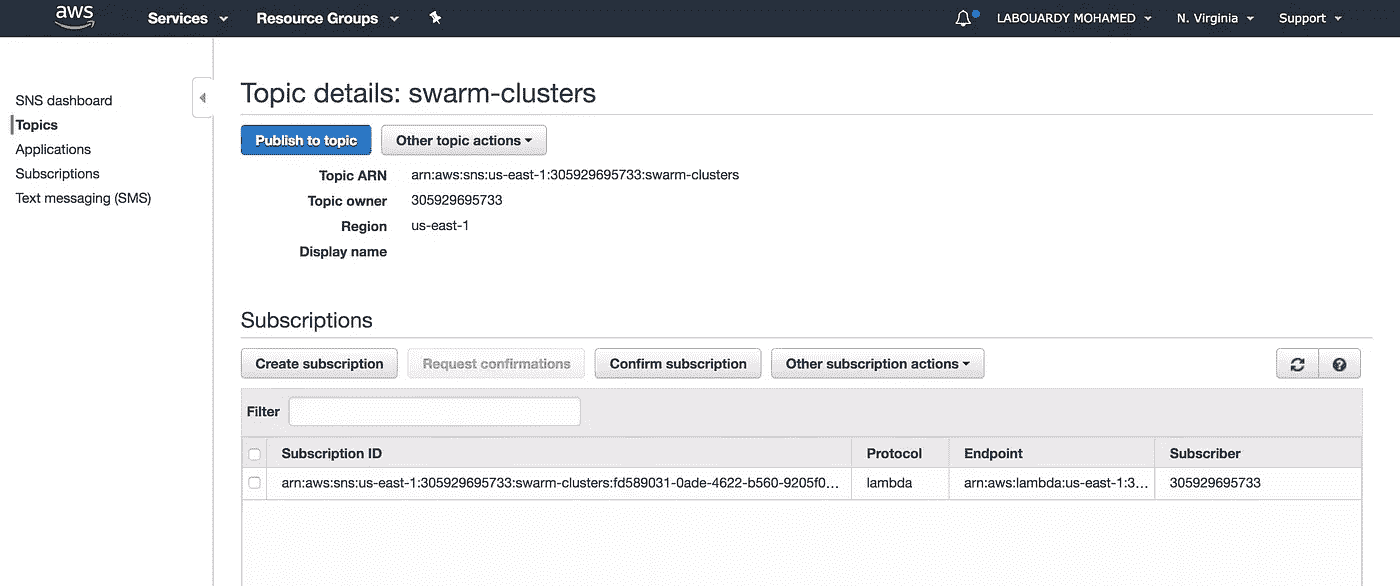 aws Services Resource Groups LABOUARDY MOHAMED N. Virginia Support
SNS dashboard
Topics
Applications
Subscriptions
Text messaging (SMS)
Topic details: swarm-clusters
Publish to topic Other topic actions
Topic ARN arn:aws:sns:us-east-1:305929695733:swarm-clusters
Topic owner 305929695733
Region us-east-1
Display name
Subscriptions
Create subscription Request confirmations Confirm subscription Other subscription actions
Filter
Subscription ID Protocol Endpoint Subscriber
arn:aws:sns:us-east-1:305929695733:swarm-clusters:fd589031-0ade-4622-b560-9205f0... lambda arn:aws:lambda:us-east-1:3... 305929695733